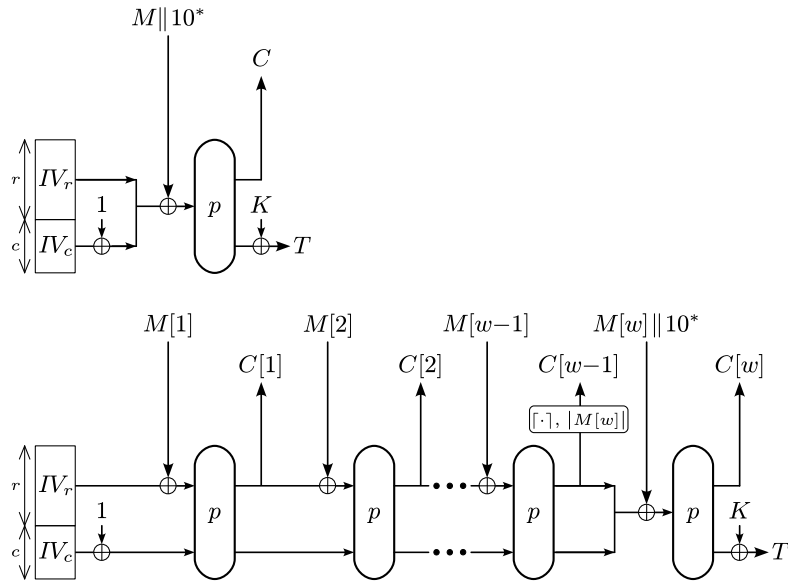 M∥10*
C
r
IV_r
1
p
K
c
IV_c
T
M[1]
M[2]
M[w−1]
M[w]∥10*
C[1]
C[2]
C[w−1]
C[w]
⌈·⌉, |M[w]|
r
IV_r
1
p
p
•••
p
p
K
c
IV_c
•••
T